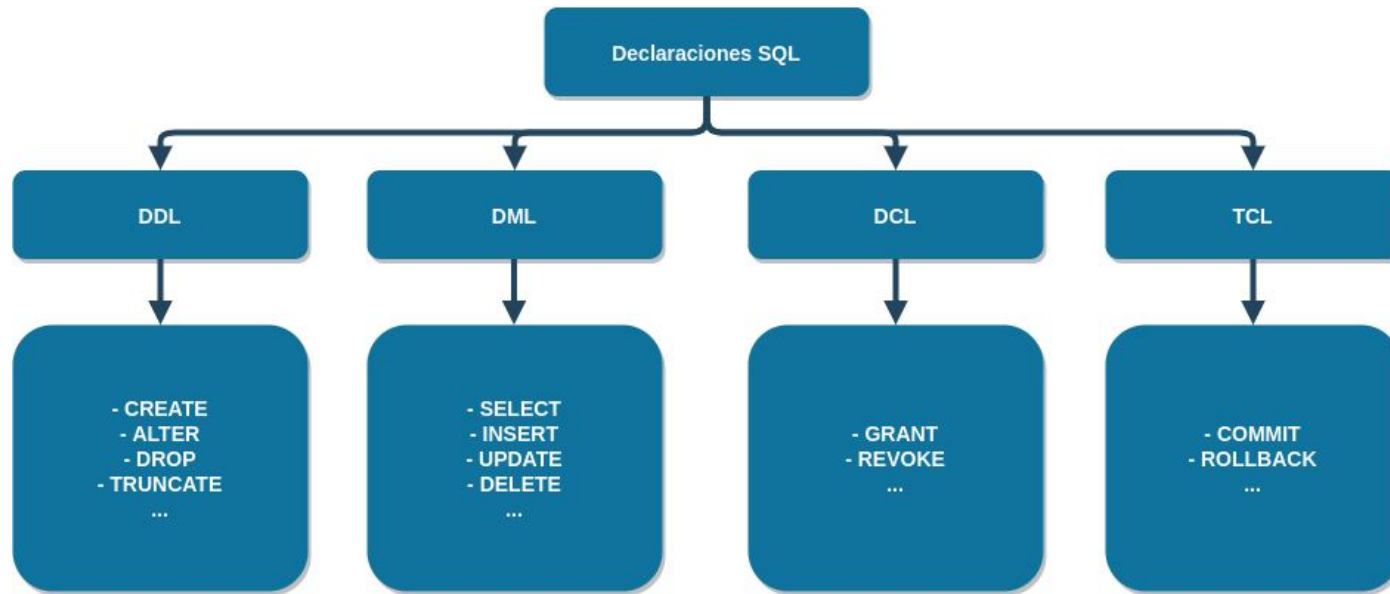 Declaraciones SQL
DDL
DML
DCL
TCL
- CREATE
- ALTER
- DROP
- TRUNCATE
...
- SELECT
- INSERT
- UPDATE
- DELETE
...
- GRANT
- REVOKE
...
- COMMIT
- ROLLBACK
...